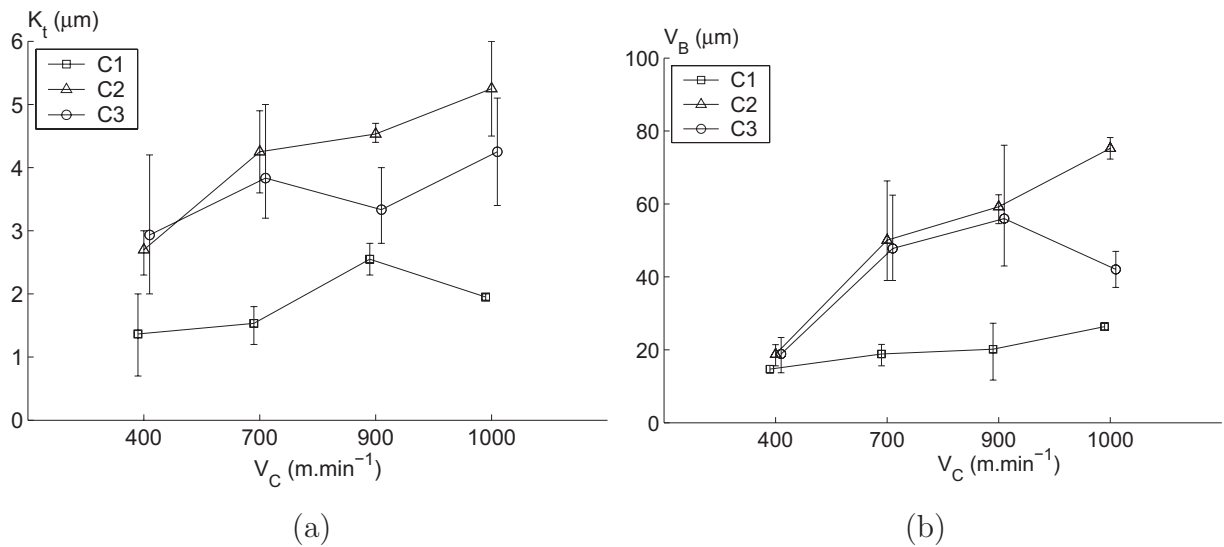 K_t (μm)
6
5
4
3
2
1
0
C1
C2
C3
400 700 900 1000
V_C (m.min⁻¹)
(a)
V_B (μm)
100
80
60
40
20
0
C1
C2
C3
400 700 900 1000
V_C (m.min⁻¹)
(b)